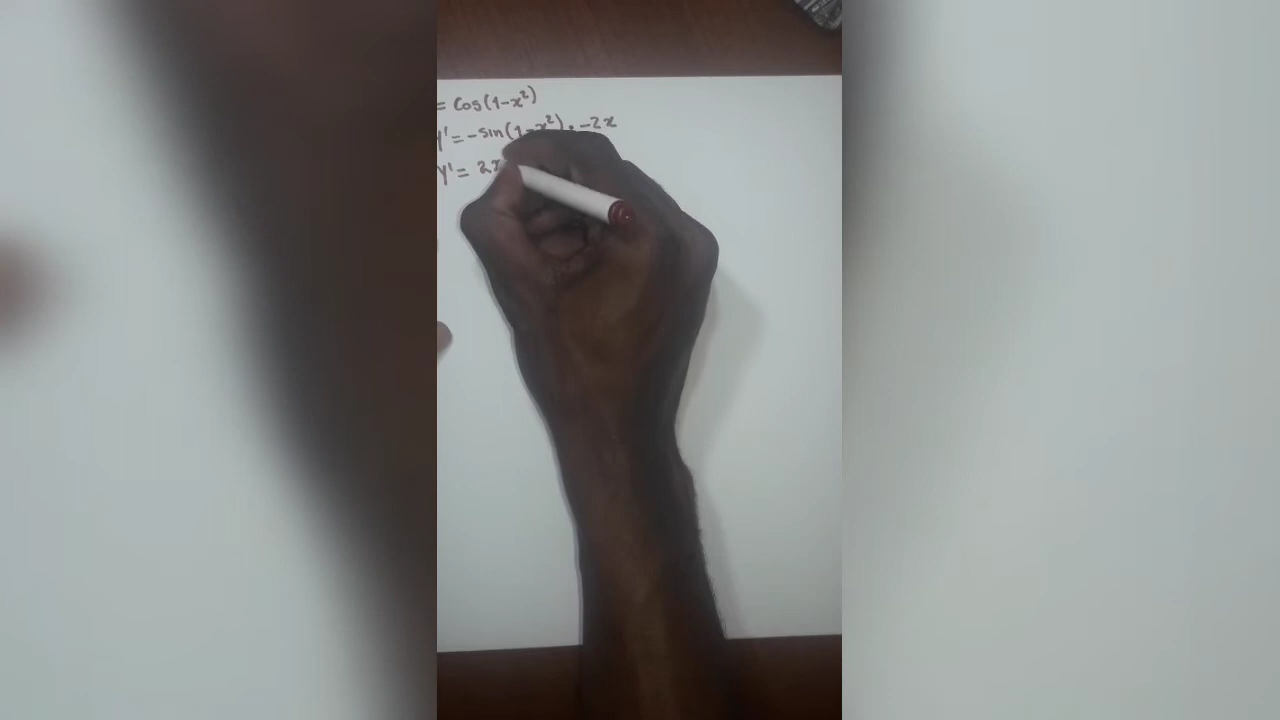 = Cos(1-x²)
y' = -sin(1-x²) · -2x
y' = 2x